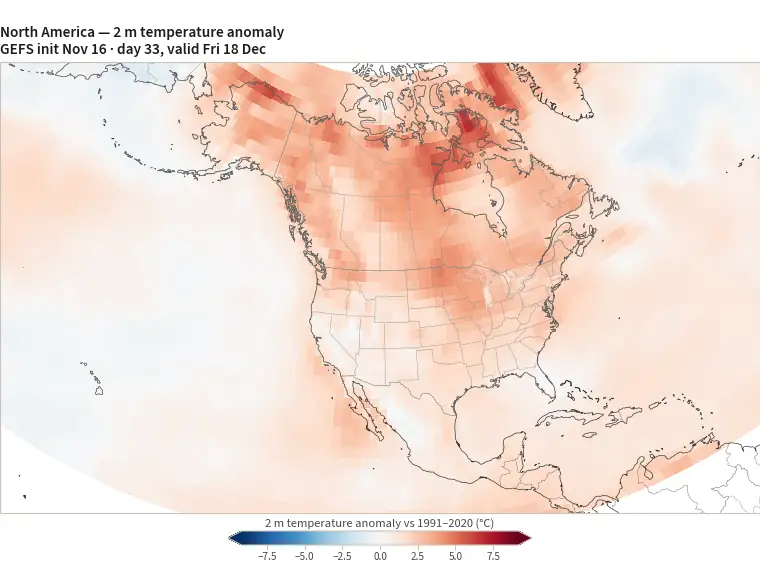 North America — 2 m temperature anomaly
GEFS init Nov 16 · day 33, valid Fri 18 Dec
2 m temperature anomaly vs 1991–2020 (°C)
−7.5 −5.0 −2.5 0.0 2.5 5.0 7.5